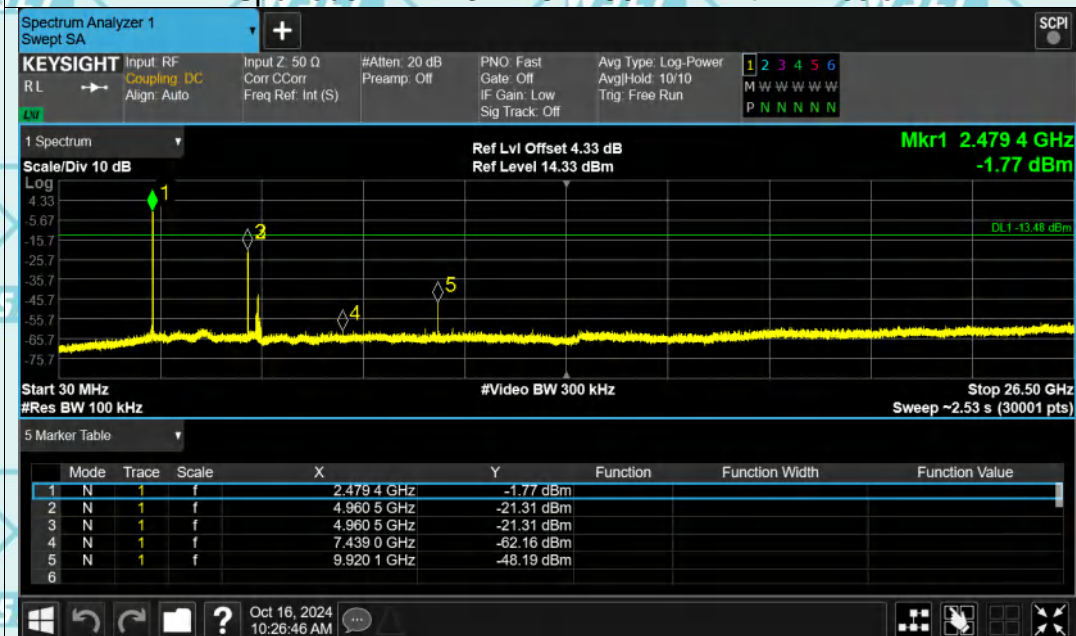 Spectrum Analyzer 1
Swept SA
+
SCPI
KEYSIGHT
RL
LXI
Input: RF
Coupling: DC
Align: Auto
Input Z: 50 Ω
Corr CCorr
Freq Ref: Int (S)
#Atten: 20 dB
Preamp: Off
PNO: Fast
Gate: Off
IF Gain: Low
Sig Track: Off
Avg Type: Log-Power
Avg|Hold: 10/10
Trig: Free Run
1 2 3 4 5 6
M W W W W W
P N N N N N
1 Spectrum
Scale/Div 10 dB
Ref Lvl Offset 4.33 dB
Ref Level 14.33 dBm
Mkr1 2.479 4 GHz
-1.77 dBm
Log
4.33
-5.67
-15.7
-25.7
-35.7
-45.7
-55.7
-65.7
-75.7
1
4
5
DL1 -13.48 dBm
Start 30 MHz
#Res BW 100 kHz
#Video BW 300 kHz
Stop 26.50 GHz
Sweep ~2.53 s (30001 pts)
5 Marker Table
Mode Trace Scale X Y Function Function Width Function Value
1 N 1 f 2.479 4 GHz -1.77 dBm
2 N 1 f 4.960 5 GHz -21.31 dBm
3 N 1 f 4.960 5 GHz -21.31 dBm
4 N 1 f 7.439 0 GHz -62.16 dBm
5 N 1 f 9.920 1 GHz -48.19 dBm
6
?
Oct 16, 2024
10:26:46 AM